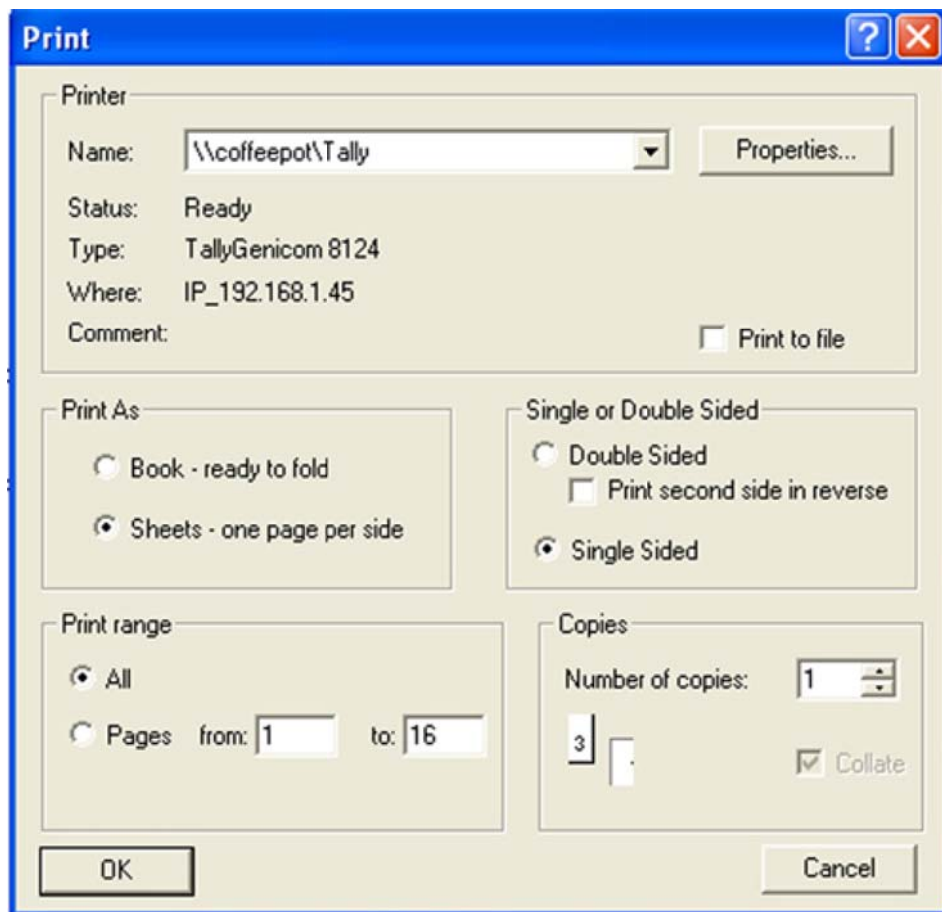 Print
Printer
Name: \\coffeepot\Tally Properties...
Status: Ready
Type: TallyGenicom 8124
Where: IP_192.168.1.45
Comment: Print to file
Print As
Book - ready to fold
Sheets - one page per side
Single or Double Sided
Double Sided
Print second side in reverse
Single Sided
Print range
All
Pages from: 1 to: 16
Copies
Number of copies: 1
3
Collate
OK Cancel